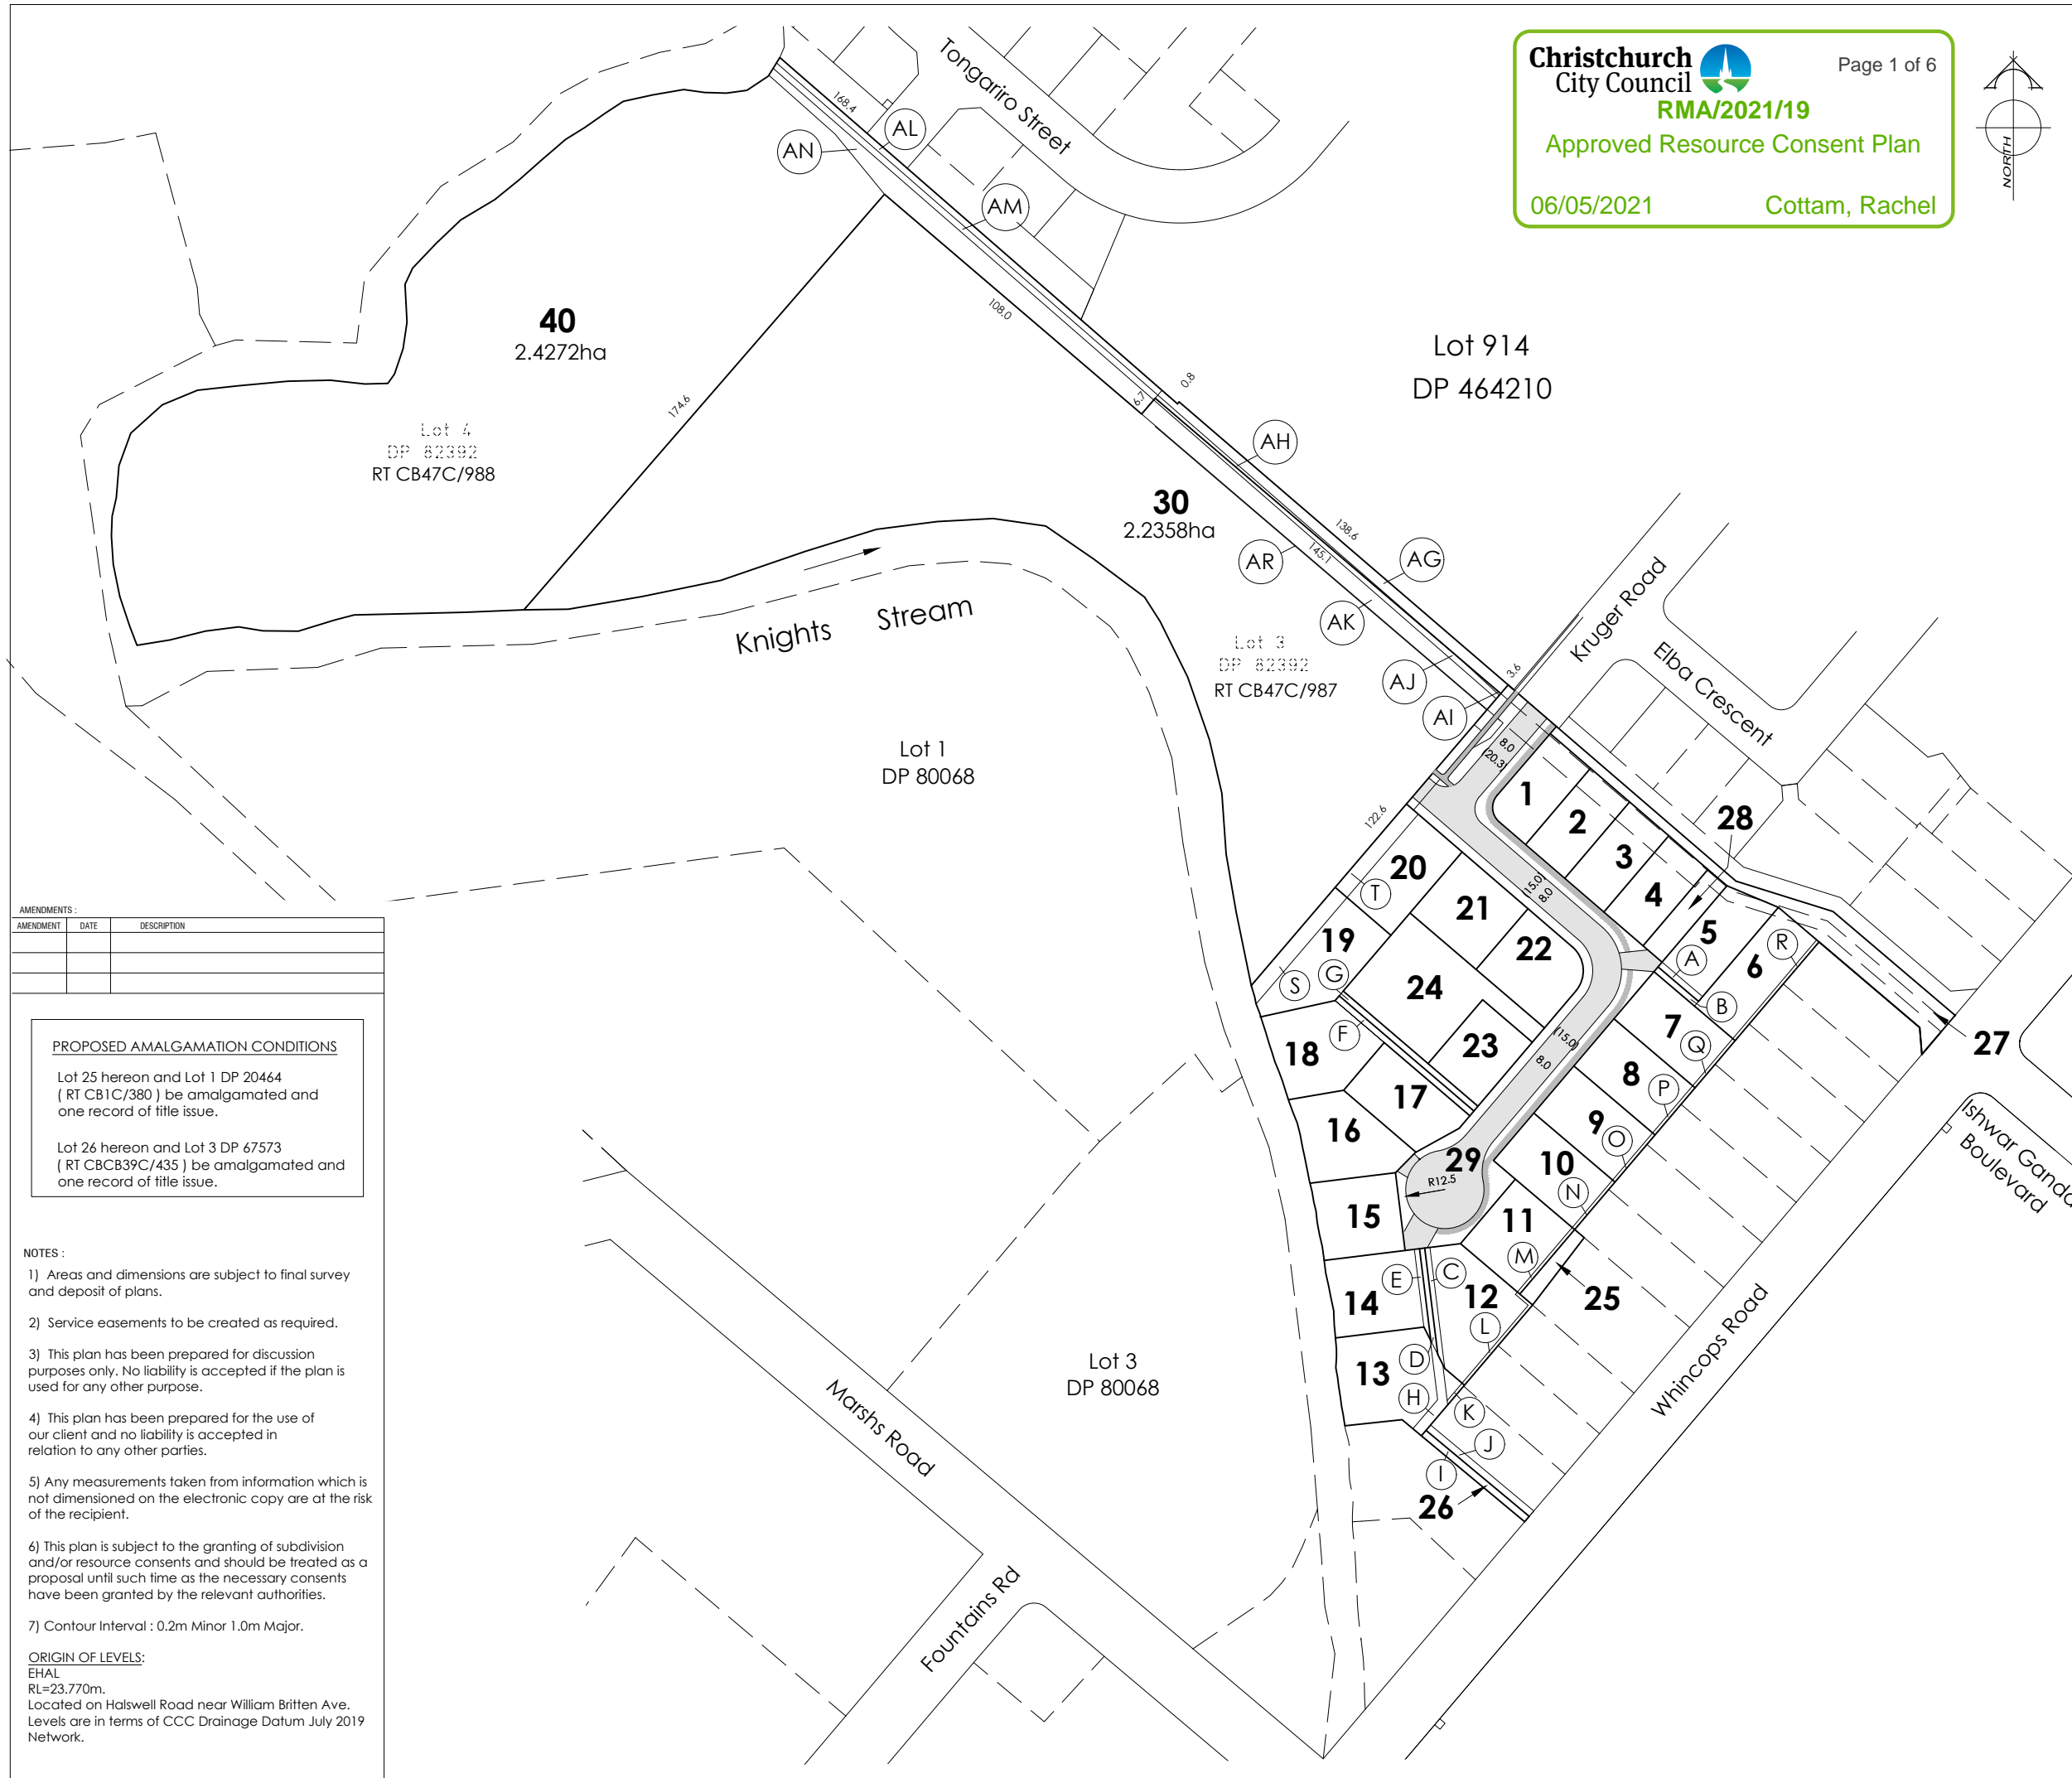 Christchurch
City Council
Page 1 of 6
RMA/2021/19
Approved Resource Consent Plan
06/05/2021 Cottam, Rachel
NORTH
Tongariro Street
168.4
AL
AN
AM
40
2.4272ha
174.6
108.0
6.7
0.8
Lot 914
DP 464210
Lot 4
DP 82392
RT CB47C/988
AH
30
2.2358ha
138.6
145.1
AG
AR
AK
Kruger Road
Elba Crescent
Knights Stream
Lot 3
DP 82392
RT CB47C/987
AJ
AI
3.6
8.0
(20.3)
Lot 1
DP 80068
122.6
1
2
3
4
28
20
T
21
22
(15.0)
8.0
5
A
R
6
B
19
G
S
24
7
Q
27
F
18
23
(15.0)
8.0
8
P
17
9
O
16
29
R12.5
10
N
15
11
M
Ishwar Ganda
Boulevard
E
C
14
12
25
L
D
13
H
K
J
I
26
Whincops Road
Lot 3
DP 80068
Marshs Road
Fountains Rd
AMENDMENTS :
AMENDMENT DATE DESCRIPTION
PROPOSED AMALGAMATION CONDITIONS
Lot 25 hereon and Lot 1 DP 20464
( RT CB1C/380 ) be amalgamated and
one record of title issue.
Lot 26 hereon and Lot 3 DP 67573
( RT CBCB39C/435 ) be amalgamated and
one record of title issue.
NOTES :
1) Areas and dimensions are subject to final survey
and deposit of plans.
2) Service easements to be created as required.
3) This plan has been prepared for discussion
purposes only. No liability is accepted if the plan is
used for any other purpose.
4) This plan has been prepared for the use of
our client and no liability is accepted in
relation to any other parties.
5) Any measurements taken from information which is
not dimensioned on the electronic copy are at the risk
of the recipient.
6) This plan is subject to the granting of subdivision
and/or resource consents and should be treated as a
proposal until such time as the necessary consents
have been granted by the relevant authorities.
7) Contour Interval : 0.2m Minor 1.0m Major.
ORIGIN OF LEVELS:
EHAL
RL=23.770m.
Located on Halswell Road near William Britten Ave.
Levels are in terms of CCC Drainage Datum July 2019
Network.